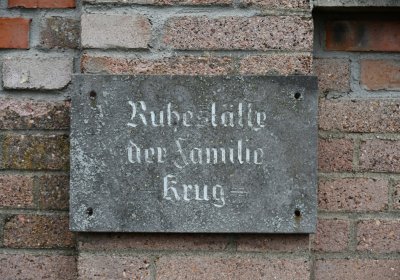 Ruhestätte
der Familie
= Krug =